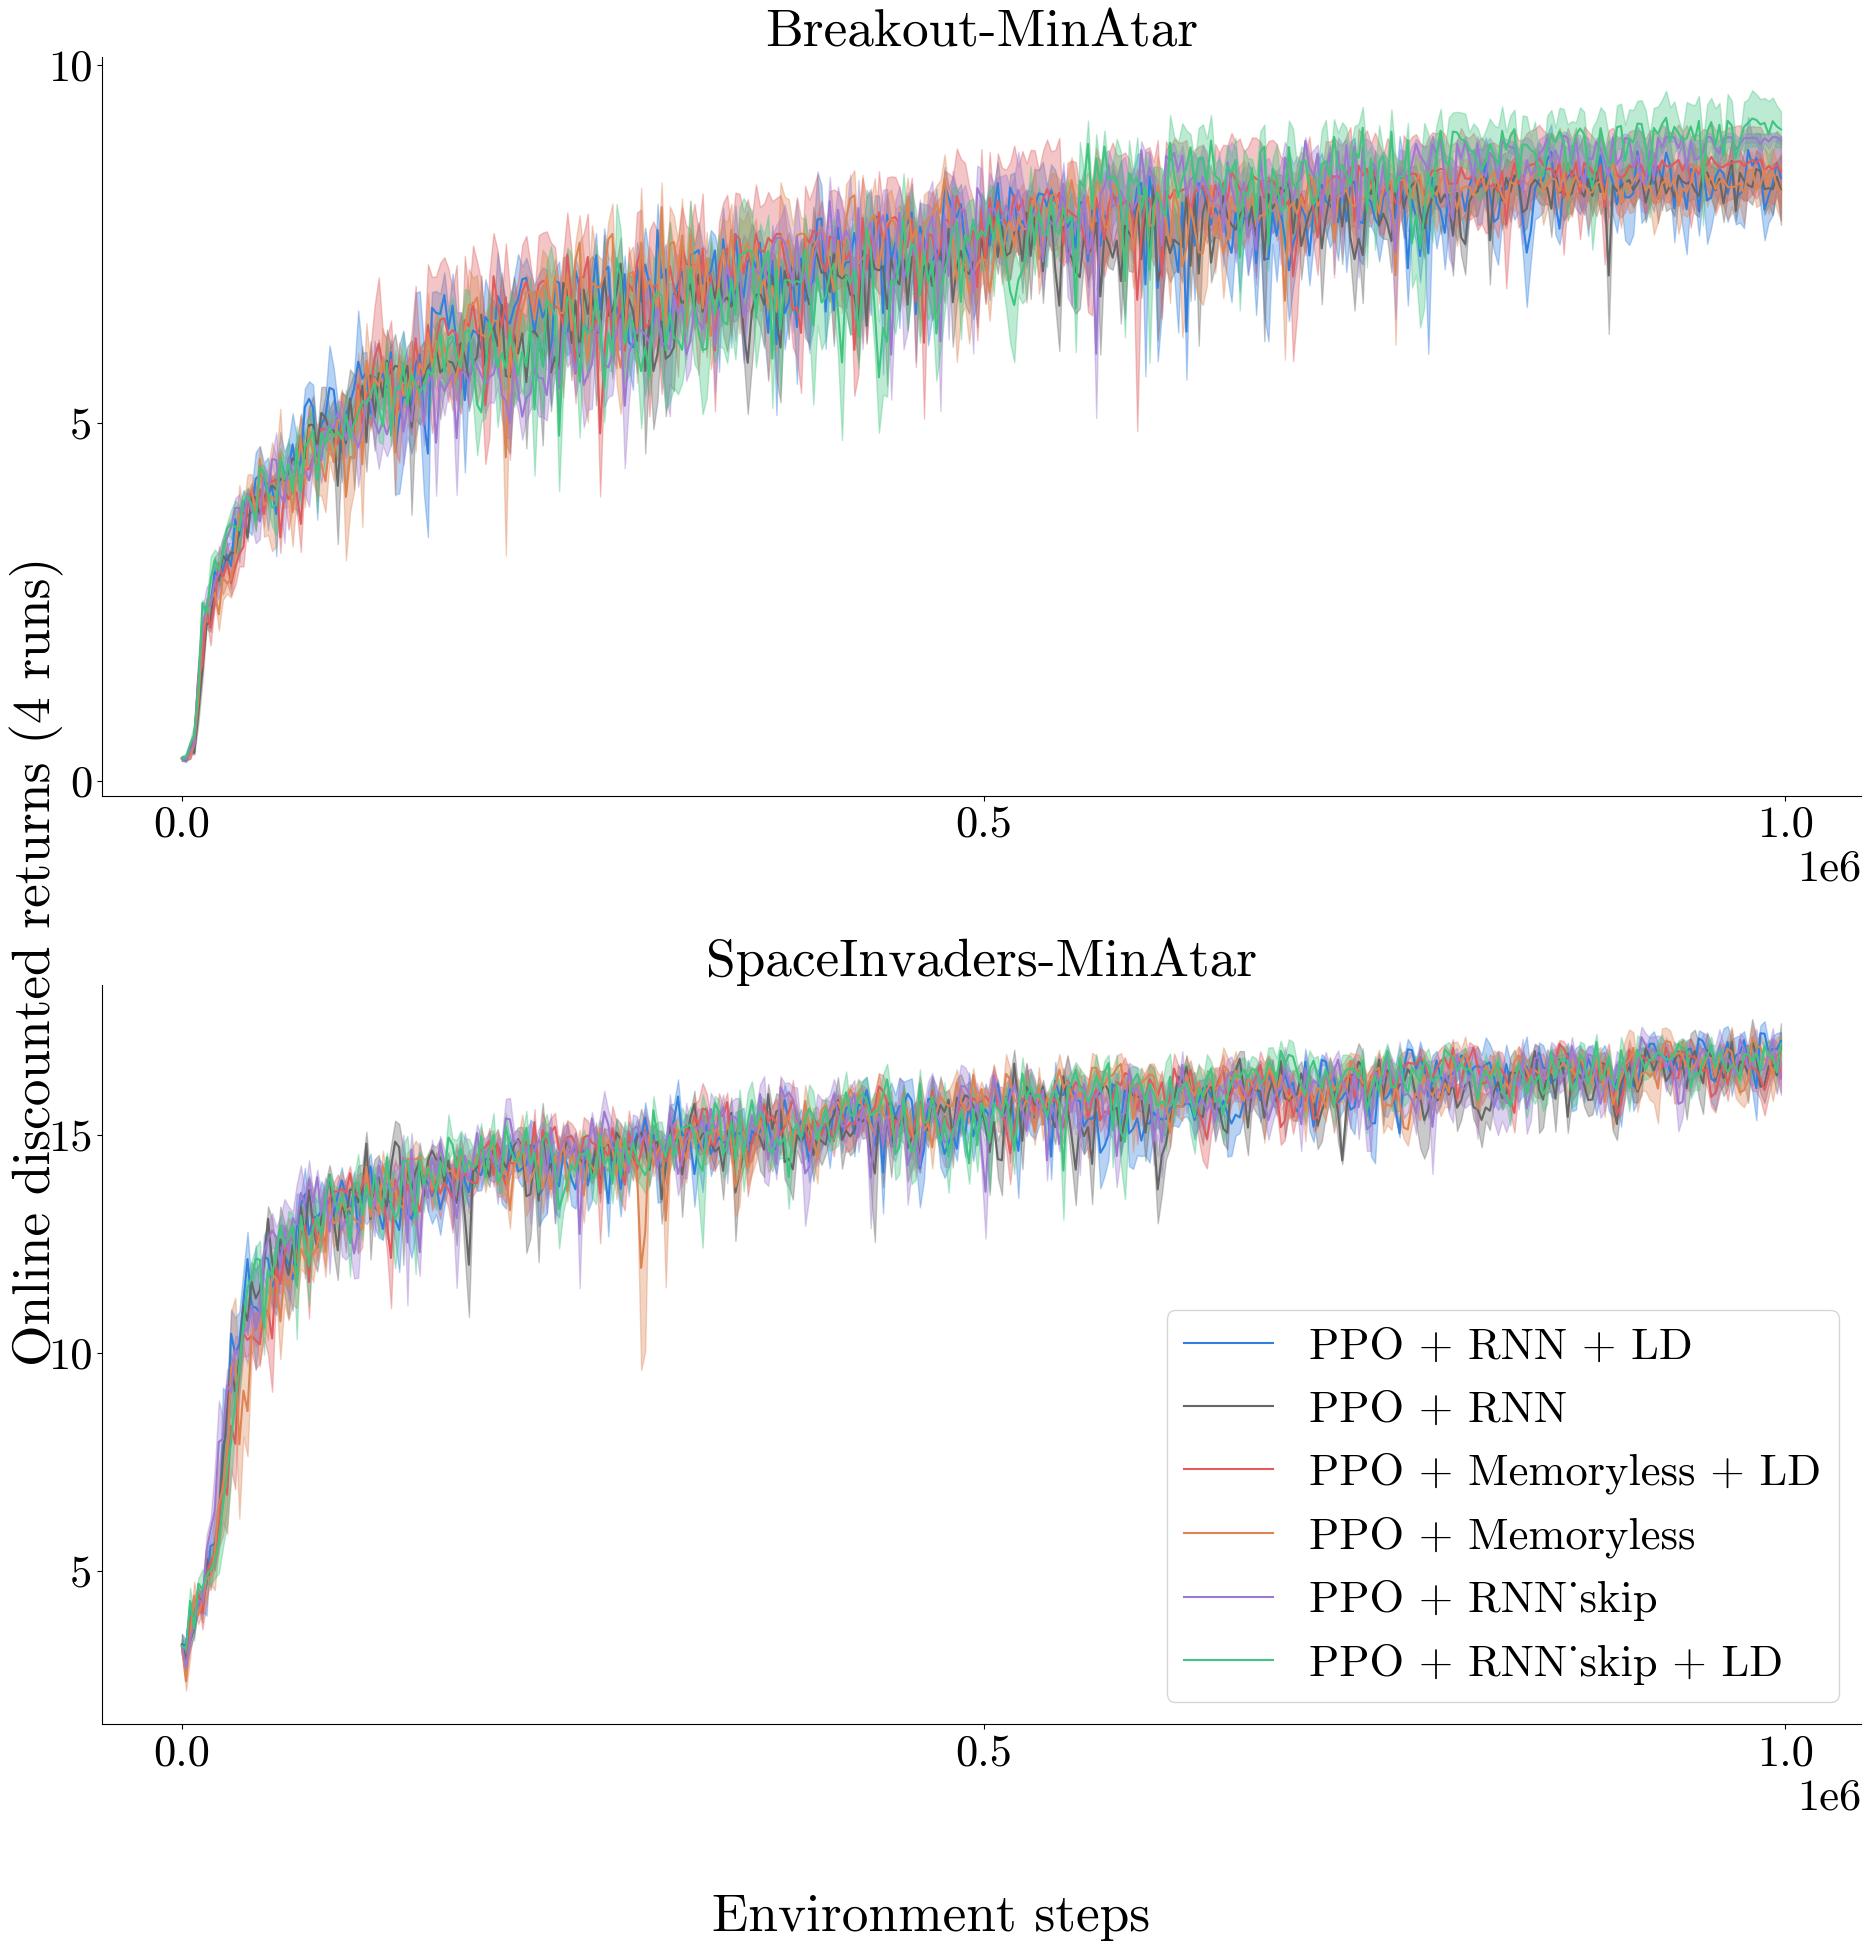 Breakout-MinAtar
10
5
0
0.0
0.5
1.0
1e6
Online discounted returns (4 runs)
SpaceInvaders-MinAtar
15
10
5
PPO + RNN + LD
PPO + RNN
PPO + Memoryless + LD
PPO + Memoryless
PPO + RNN˙skip
PPO + RNN˙skip + LD
0.0
0.5
1.0
1e6
Environment steps